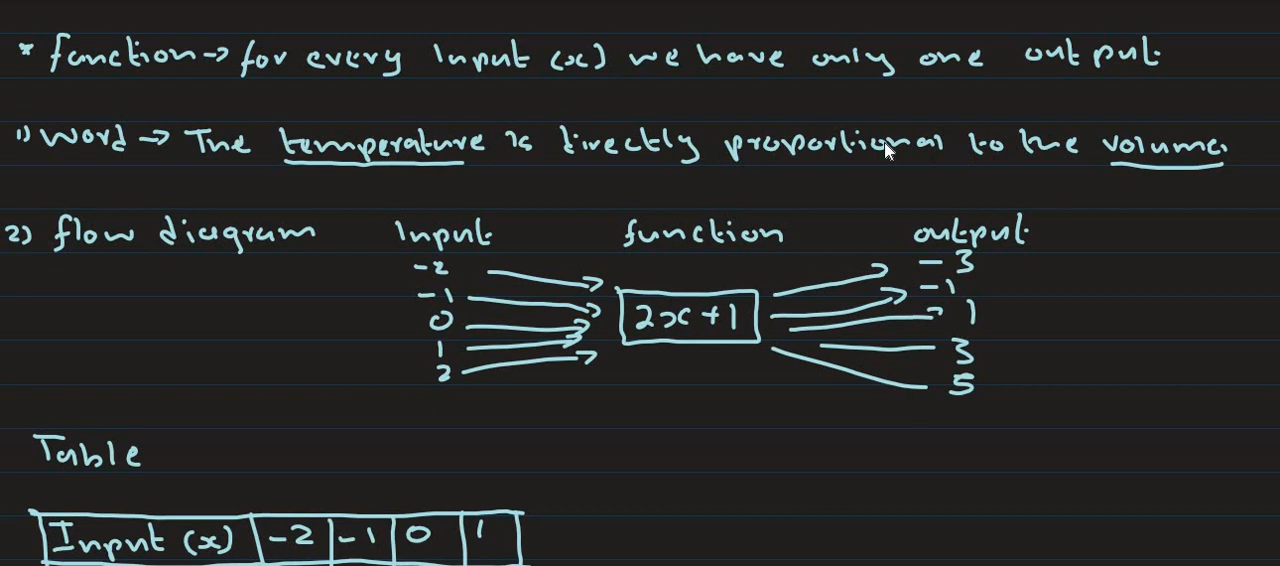 * function → for every Input (x) we have only one output.
1) Word → The temperature is directly proportional to the volume.
2) flow diagram Input function output
-2 -3
-1 -1
0 2x+1 1
1 3
2 5
Table
Input (x) -2 -1 0 1